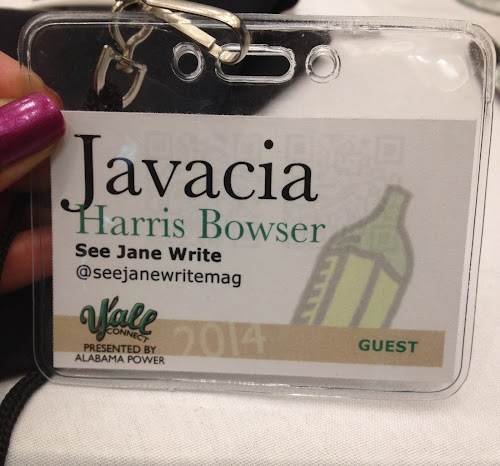 Javacia
Harris Bowser
See Jane Write
@seejanewritemag
Y'all
CONNECT
PRESENTED BY
ALABAMA POWER
2014
GUEST